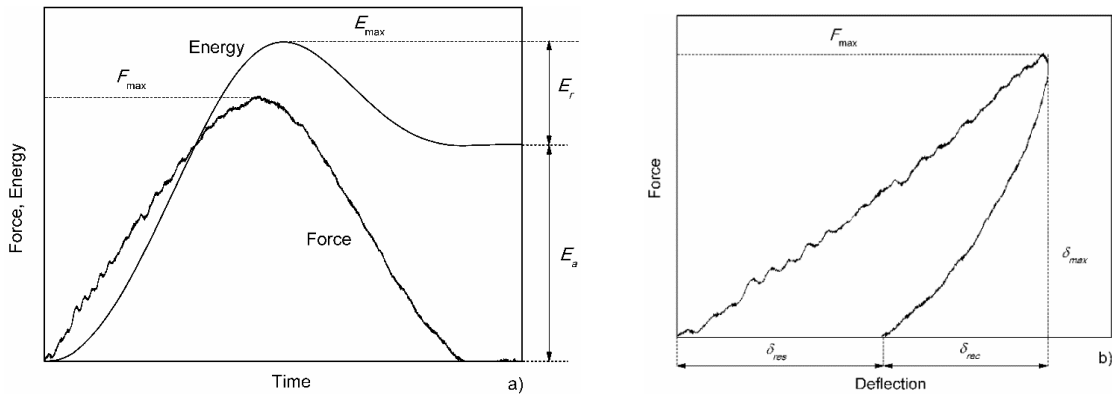 E_max
Energy
F_max
E_r
Force, Energy
Force
E_a
Time
a)
F_max
Force
δ_max
δ_res
δ_rec
b)
Deflection